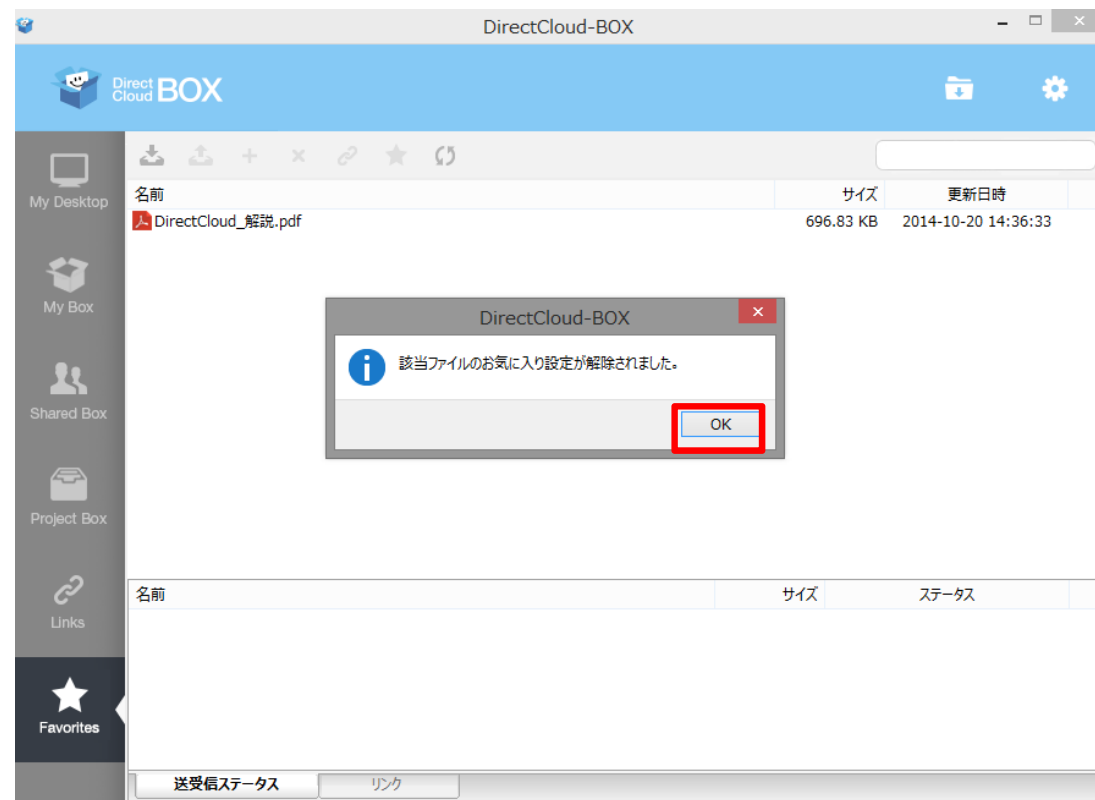 DirectCloud-BOX
Direct Cloud BOX
My Desktop
My Box
Shared Box
Project Box
Links
Favorites
名前 サイズ 更新日時
DirectCloud_解説.pdf 696.83 KB 2014-10-20 14:36:33
DirectCloud-BOX
該当ファイルのお気に入り設定が解除されました。
OK
名前 サイズ ステータス
送受信ステータス リンク